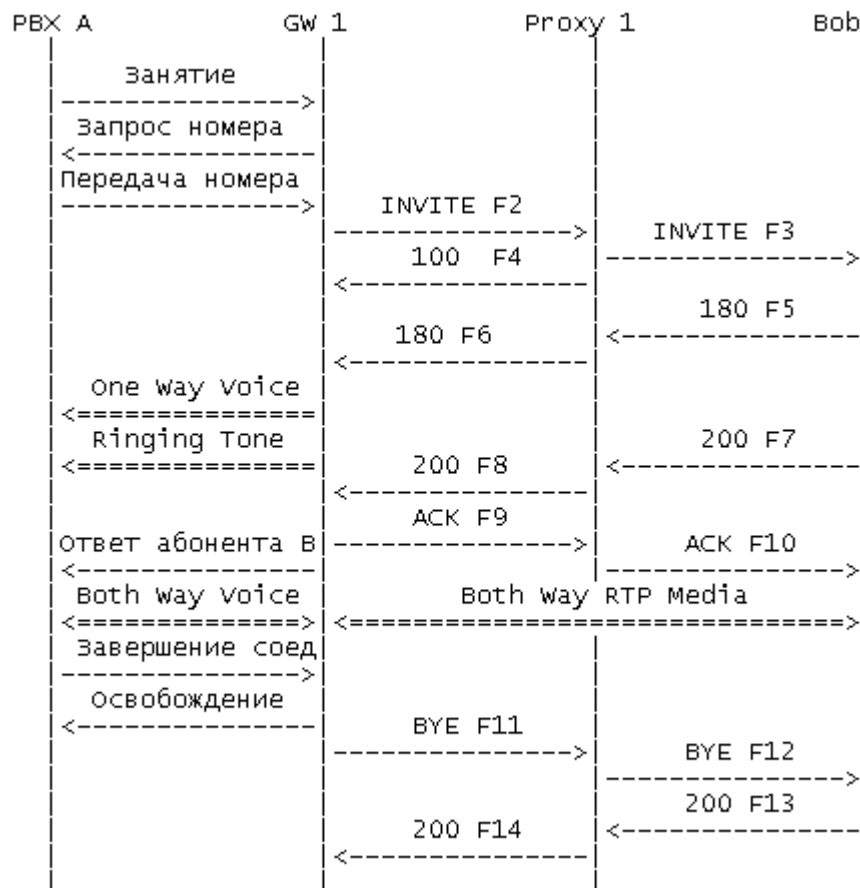 PBX A GW 1 Proxy 1 Bob
Занятие
Запрос номера
Передача номера
INVITE F2
INVITE F3
100 F4
180 F5
180 F6
One Way Voice
Ringing Tone
200 F7
200 F8
ACK F9
Ответ абонента В
ACK F10
Both Way Voice Both Way RTP Media
Завершение соед
Освобождение
BYE F11
BYE F12
200 F13
200 F14